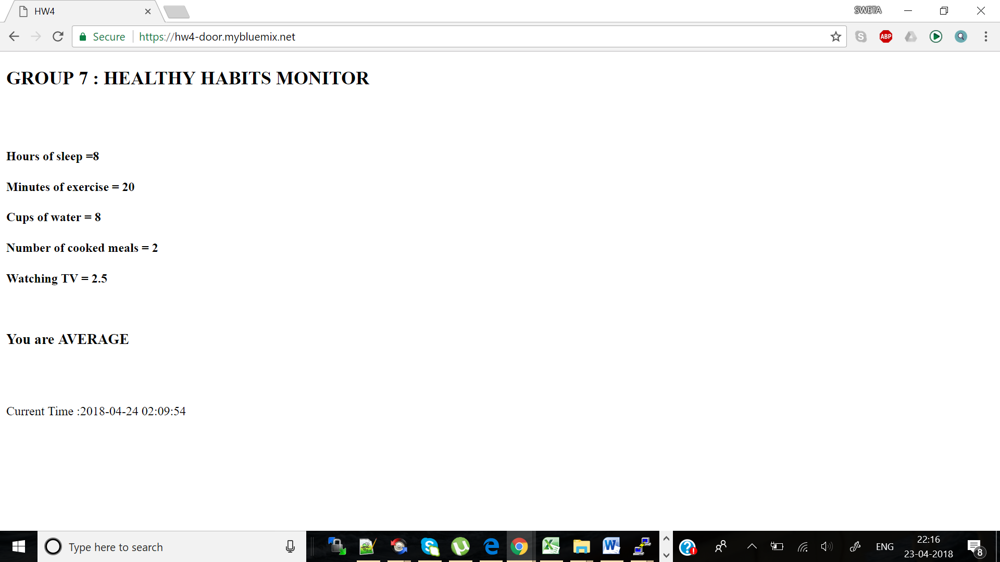 HW4
SWETA
Secure https://hw4-door.mybluemix.net
ABP
GROUP 7 : HEALTHY HABITS MONITOR
Hours of sleep =8
Minutes of exercise = 20
Cups of water = 8
Number of cooked meals = 2
Watching TV = 2.5
You are AVERAGE
Current Time :2018-04-24 02:09:54
Type here to search
ENG
22:16
23-04-2018
8